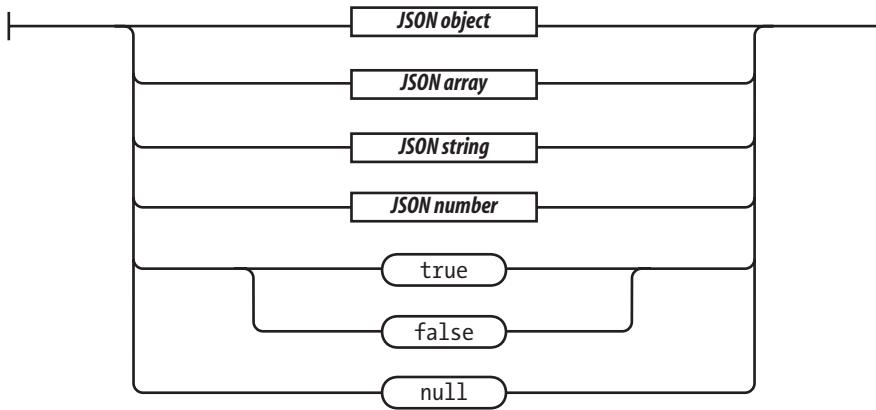 JSON object
JSON array
JSON string
JSON number
true
false
null